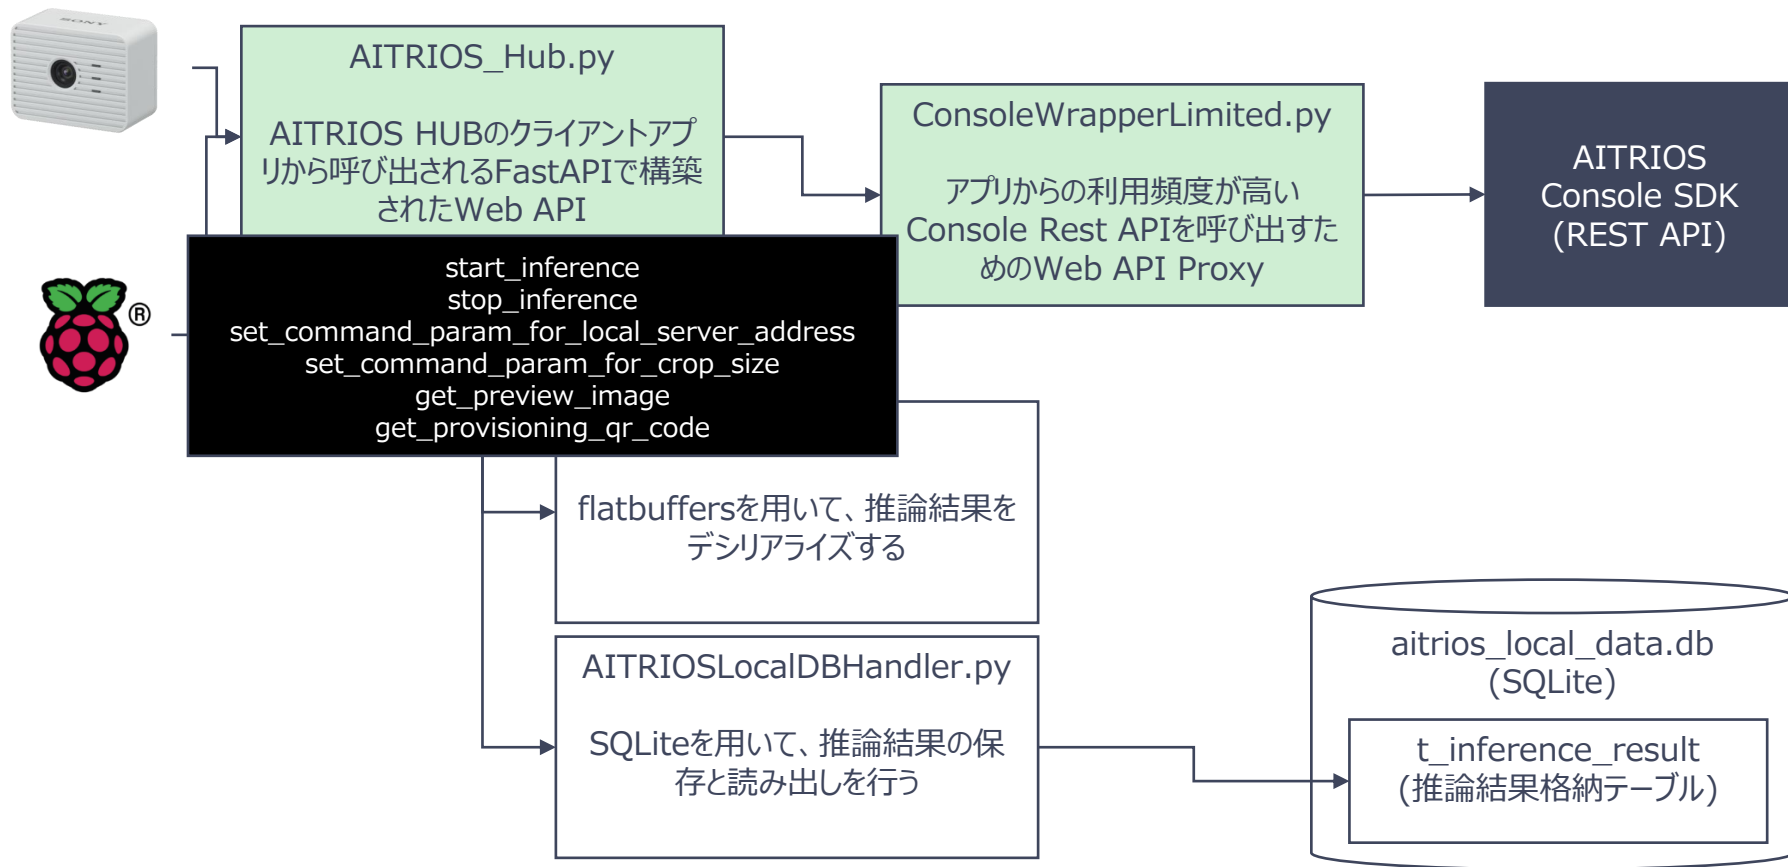 SONY
AITRIOS_Hub.py
AITRIOS HUBのクライアントアプ
リから呼び出されるFastAPIで構築
されたWeb API
ConsoleWrapperLimited.py
アプリからの利用頻度が高い
Console Rest APIを呼び出すた
めのWeb API Proxy
AITRIOS
Console SDK
(REST API)
®
start_inference
stop_inference
set_command_param_for_local_server_address
set_command_param_for_crop_size
get_preview_image
get_provisioning_qr_code
flatbuffersを用いて、推論結果を
デシリアライズする
AITRIOSLocalDBHandler.py
SQLiteを用いて、推論結果の保
存と読み出しを行う
aitrios_local_data.db
(SQLite)
t_inference_result
(推論結果格納テーブル)